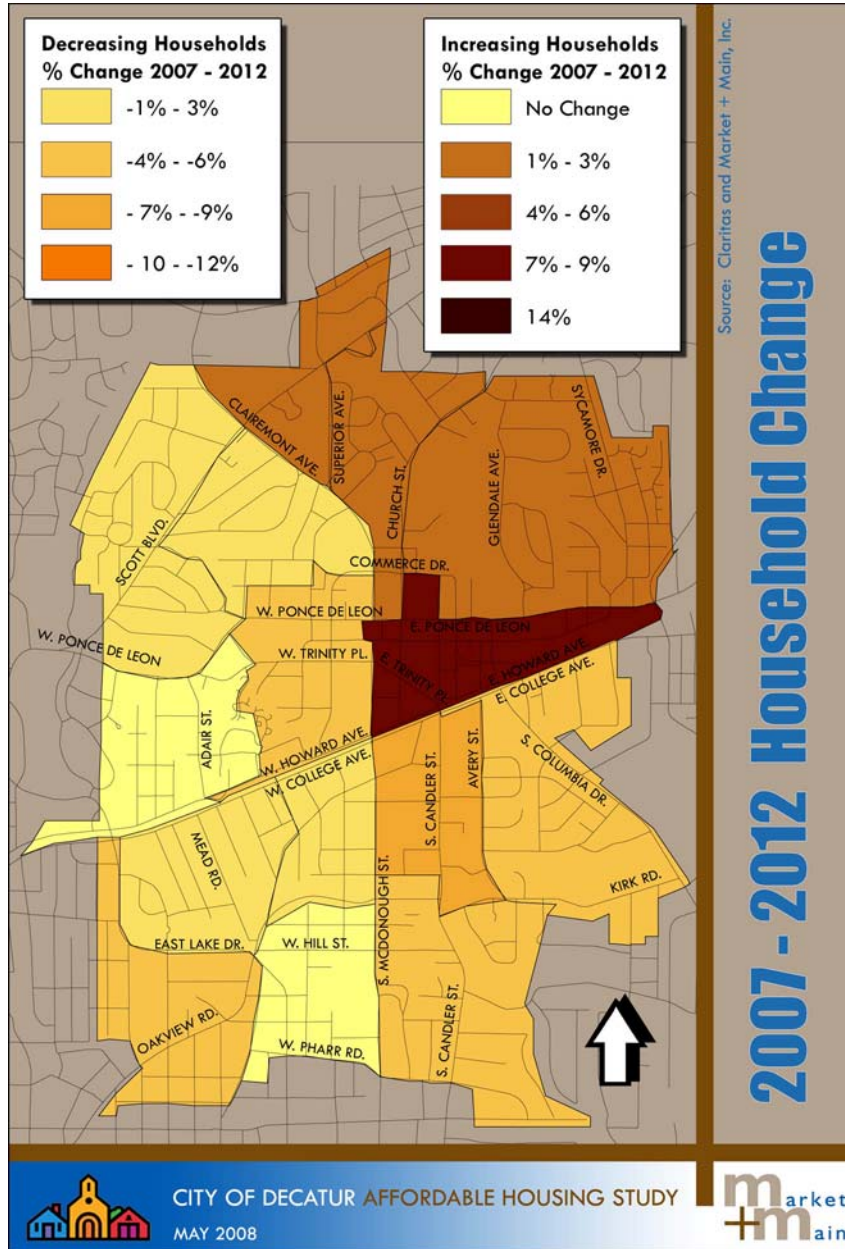 Decreasing Households
% Change 2007 - 2012
-1% - 3%
-4% - -6%
- 7% - -9%
- 10 - -12%
Increasing Households
% Change 2007 - 2012
No Change
1% - 3%
4% - 6%
7% - 9%
14%
Source: Claritas and Market + Main, Inc.
2007 - 2012 Household Change
CLAIREMONT AVE.
SUPERIOR AVE.
CHURCH ST.
GLENDALE AVE.
SYCAMORE DR.
SCOTT BLVD.
COMMERCE DR.
W. PONCE DE LEON
W. PONCE DE LEON
E. PONCE DE LEON
W. TRINITY PL.
E. TRINITY PL.
E. HOWARD AVE.
E. COLLEGE AVE.
ADAIR ST.
W. HOWARD AVE.
W. COLLEGE AVE.
S. CANDLER ST.
AVERY ST.
S. COLUMBIA DR.
MEAD RD.
KIRK RD.
S. MCDONOUGH ST.
EAST LAKE DR.
W. HILL ST.
OAKVIEW RD.
W. PHARR RD.
S. CANDLER ST.
CITY OF DECATUR AFFORDABLE HOUSING STUDY
MAY 2008
market
+main